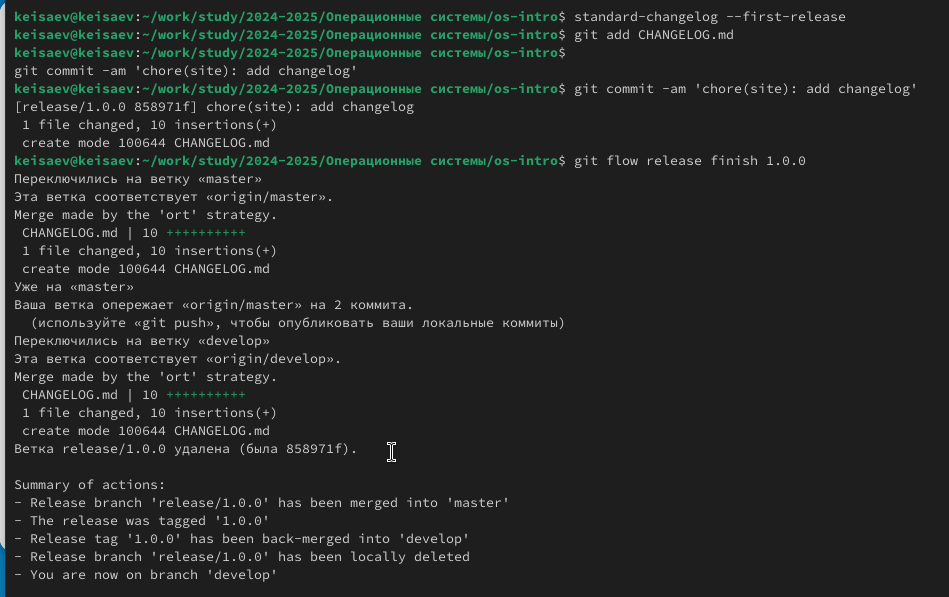 keisaev@keisaev:~/work/study/2024-2025/Операционные системы/os-intro$ standard-changelog --first-release
keisaev@keisaev:~/work/study/2024-2025/Операционные системы/os-intro$ git add CHANGELOG.md
keisaev@keisaev:~/work/study/2024-2025/Операционные системы/os-intro$
git commit -am 'chore(site): add changelog'
keisaev@keisaev:~/work/study/2024-2025/Операционные системы/os-intro$ git commit -am 'chore(site): add changelog'
[release/1.0.0 858971f] chore(site): add changelog
 1 file changed, 10 insertions(+)
 create mode 100644 CHANGELOG.md
keisaev@keisaev:~/work/study/2024-2025/Операционные системы/os-intro$ git flow release finish 1.0.0
Переключились на ветку «master»
Эта ветка соответствует «origin/master».
Merge made by the 'ort' strategy.
 CHANGELOG.md | 10 ++++++++++
 1 file changed, 10 insertions(+)
 create mode 100644 CHANGELOG.md
Уже на «master»
Ваша ветка опережает «origin/master» на 2 коммита.
  (используйте «git push», чтобы опубликовать ваши локальные коммиты)
Переключились на ветку «develop»
Эта ветка соответствует «origin/develop».
Merge made by the 'ort' strategy.
 CHANGELOG.md | 10 ++++++++++
 1 file changed, 10 insertions(+)
 create mode 100644 CHANGELOG.md
Ветка release/1.0.0 удалена (была 858971f).
Summary of actions:
- Release branch 'release/1.0.0' has been merged into 'master'
- The release was tagged '1.0.0'
- Release tag '1.0.0' has been back-merged into 'develop'
- Release branch 'release/1.0.0' has been locally deleted
- You are now on branch 'develop'